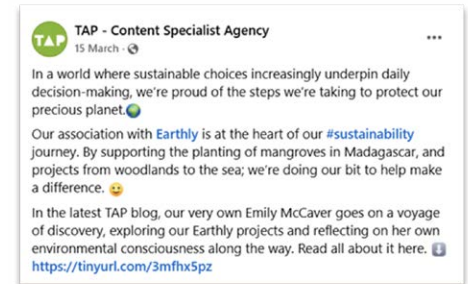 TAP
TAP - Content Specialist Agency
15 March ·
In a world where sustainable choices increasingly underpin daily
decision-making, we're proud of the steps we're taking to protect our
precious planet.🌍
Our association with Earthly is at the heart of our #sustainability
journey. By supporting the planting of mangroves in Madagascar, and
projects from woodlands to the sea; we're doing our bit to help make
a difference. 😀
In the latest TAP blog, our very own Emily McCaver goes on a voyage
of discovery, exploring our Earthly projects and reflecting on her own
environmental consciousness along the way. Read all about it here. ⬇️
https://tinyurl.com/3mfhx5pz